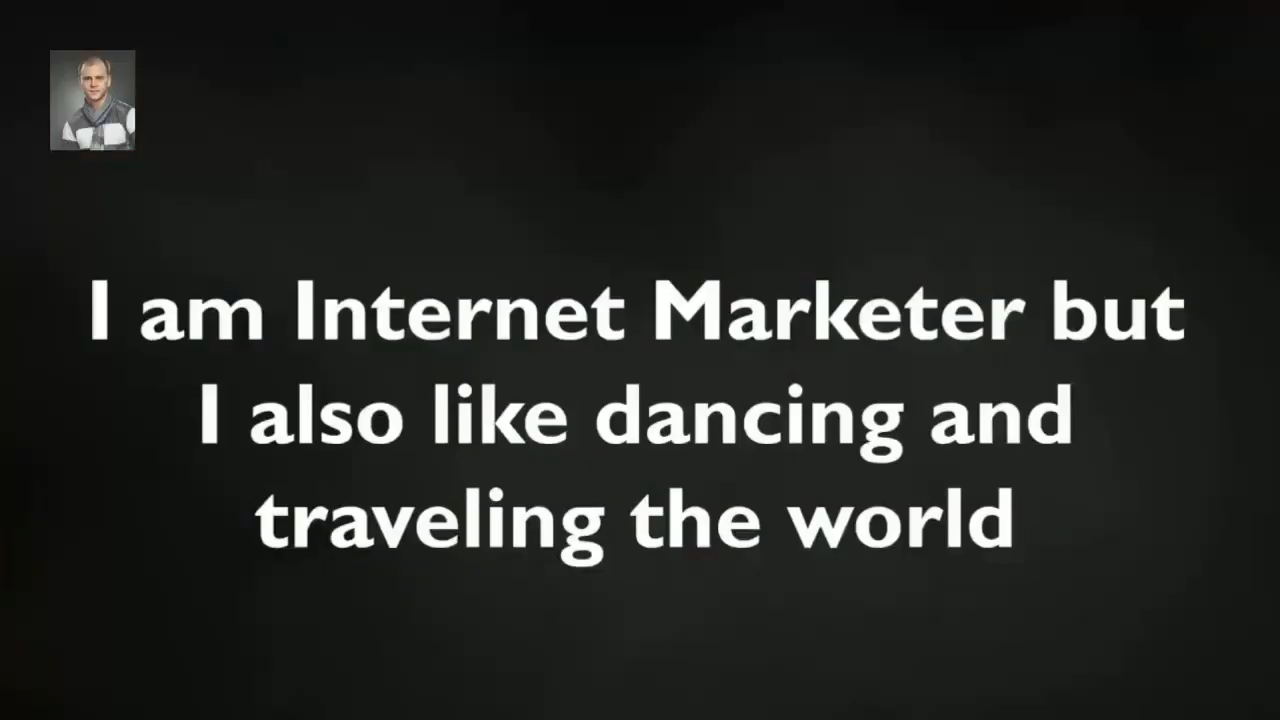 I am Internet Marketer but
I also like dancing and
traveling the world